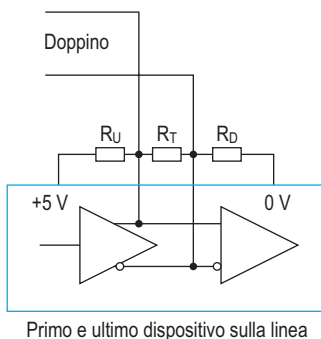 Doppino
RU RT RD
+5 V 0 V
Primo e ultimo dispositivo sulla linea